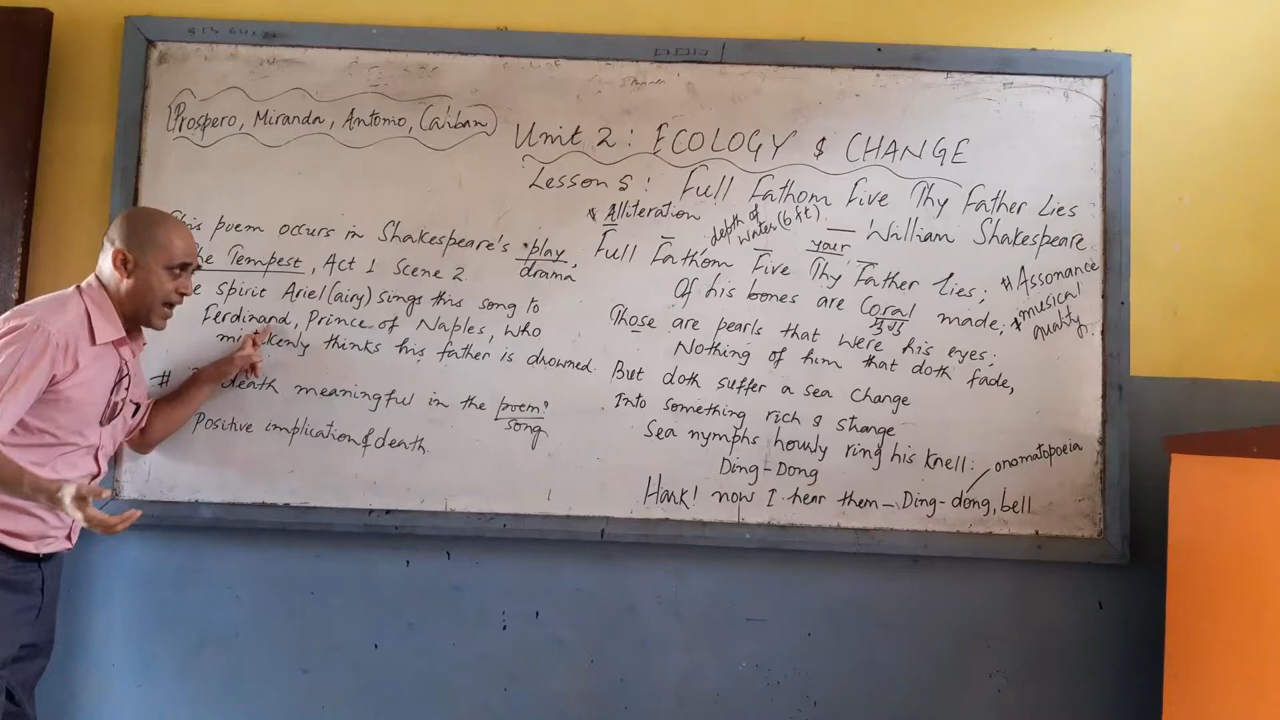 Prospero, Miranda, Antonio, Caliban
Unit 2 : ECOLOGY & CHANGE
Lesson 5 : Full Fathom Five Thy Father Lies
— William Shakespeare
This poem occurs in Shakespeare's play,
drama
The Tempest, Act 1 Scene 2
spirit Ariel (airy) sings this song to
Ferdinand, Prince of Naples, who
thinks his father is drowned.
# death meaningful in the poem?
song
Positive implication of death.
* Alliteration
depth of
water (6 ft).
your
Full Fathom Five Thy Father Lies;
Of his bones are Coral made;
Those are pearls that were his eyes:
Nothing of him that doth fade,
But doth suffer a sea change
Into something rich & strange
Sea nymphs hourly ring his knell:
Ding-Dong
Hark! now I hear them – Ding-dong, bell
onomatopoeia
# Assonance
* musical
quality